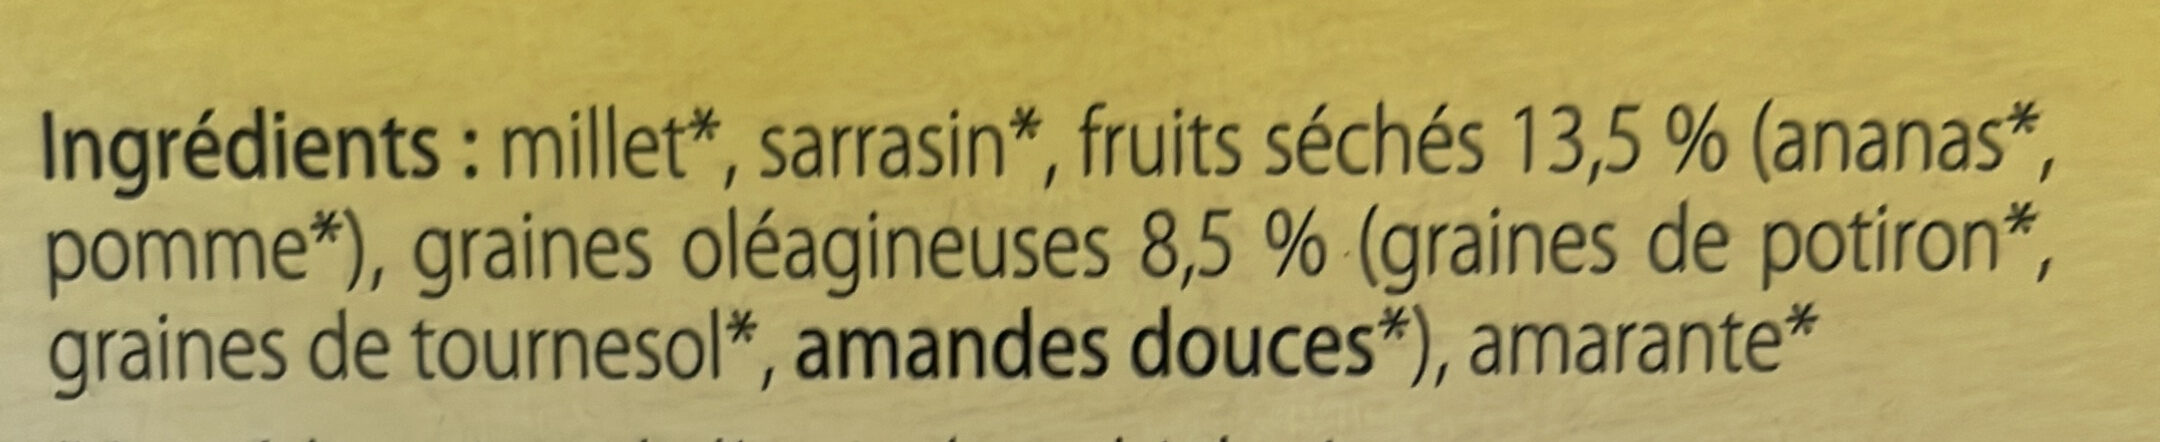 Ingrédients : millet*, sarrasin*, fruits séchés 13,5 % (ananas*,
pomme*), graines oléagineuses 8,5 % (graines de potiron*,
graines de tournesol*, amandes douces*), amarante*